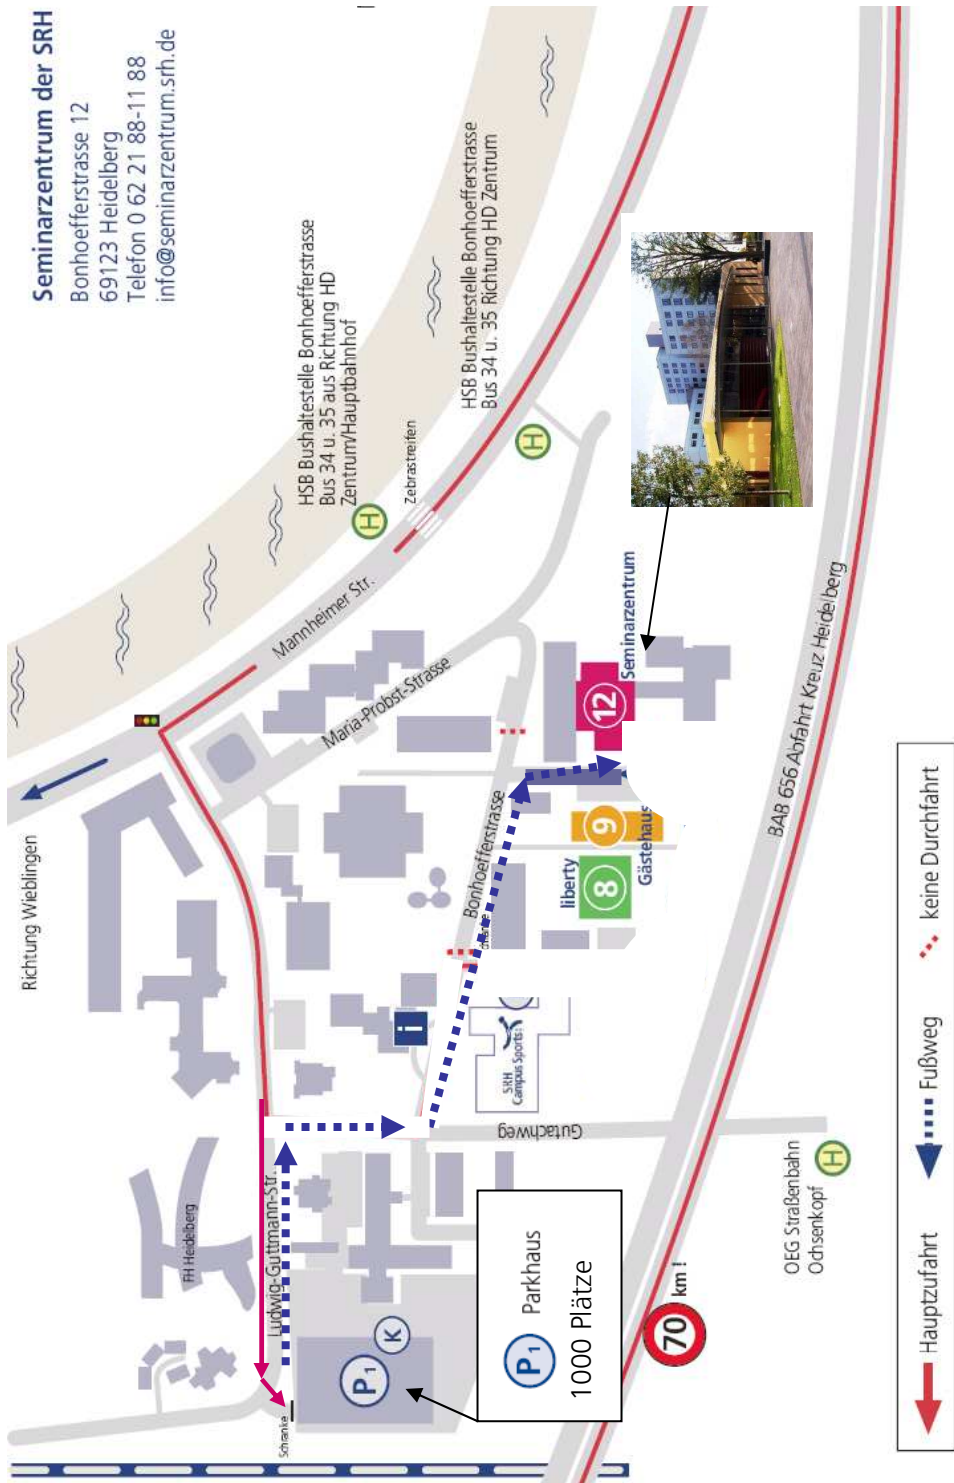 Seminarzentrum der SRH
Bonhoefferstrasse 12
69123 Heidelberg
Telefon 0 62 21 88-11 88
info@seminarzentrum.srh.de
Richtung Wieblingen
HSB Bushaltestelle Bonhoefferstrasse
Bus 34 u. 35 aus Richtung HD
Zentrum/Hauptbahnhof
H
Zebrastreifen
HSB Bushaltestelle Bonhoefferstrasse
Bus 34 u. 35 Richtung HD Zentrum
H
Mannheimer Str.
Maria-Probst-Strasse
FH Heidelberg
Ludwig-Guttmann-Str.
Bonhoefferstrasse
i
12
Seminarzentrum
liberty
8
9
Gästehaus
SRH
Campus Sports
Gutachweg
Schranke
P1
K
P1 Parkhaus
1000 Plätze
70 km !
OEG Straßenbahn
Ochsenkopf
H
BAB 656 Abfahrt Kreuz Heidelberg
Hauptzufahrt
Fußweg
keine Durchfahrt